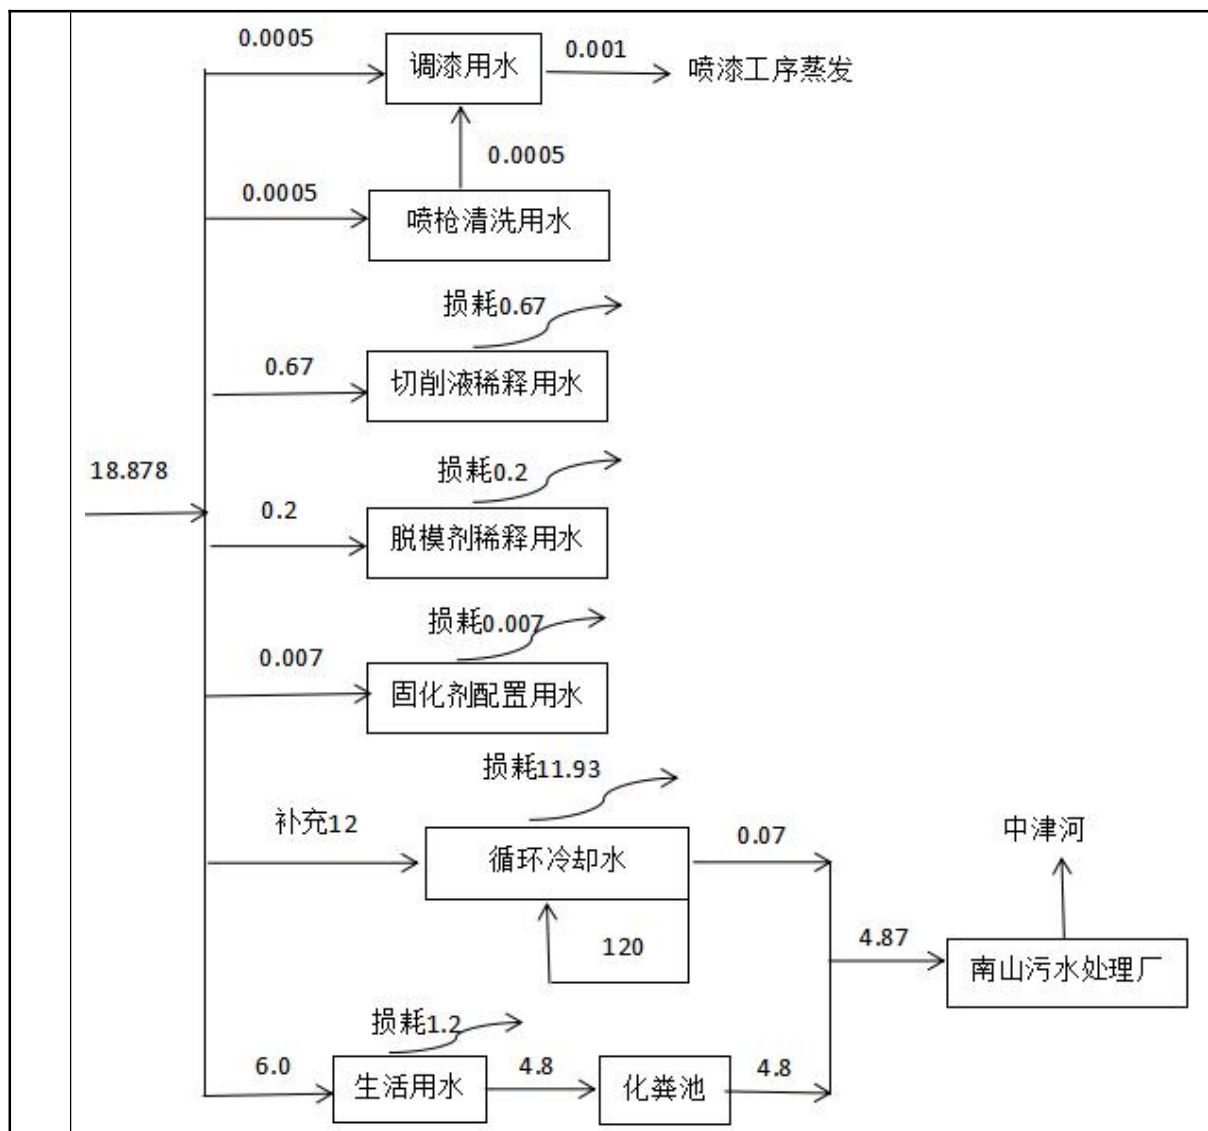 0.0005
调漆用水
0.001
喷漆工序蒸发
0.0005
0.0005
喷枪清洗用水
损耗0.67
0.67
切削液稀释用水
18.878
损耗0.2
0.2
脱模剂稀释用水
损耗0.007
0.007
固化剂配置用水
损耗11.93
补充12
循环冷却水
0.07
中津河
120
4.87
南山污水处理厂
损耗1.2
6.0
生活用水
4.8
化粪池
4.8